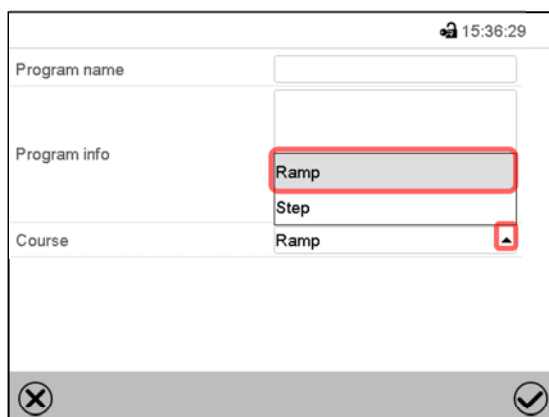 15:36:29
Program name
Program info
Ramp
Step
Course
Ramp